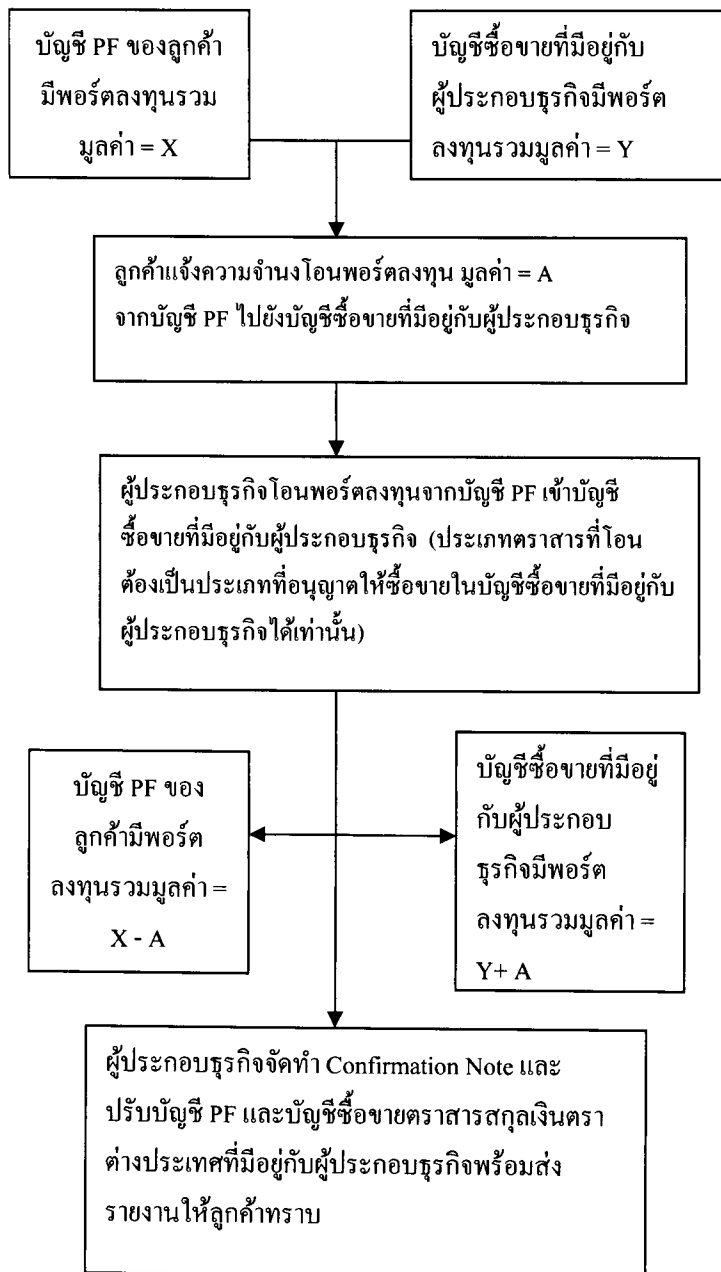 บัญชี PF ของลูกค้า
มีพอร์ตลงทุนรวม
มูลค่า = X
บัญชีซื้อขายที่มีอยู่กับ
ผู้ประกอบธุรกิจมีพอร์ต
ลงทุนรวมมูลค่า = Y
ลูกค้าแจ้งความจำนงโอนพอร์ตลงทุน มูลค่า = A
จากบัญชี PF ไปยังบัญชีซื้อขายที่มีอยู่กับผู้ประกอบธุรกิจ
ผู้ประกอบธุรกิจโอนพอร์ตลงทุนจากบัญชี PF เข้าบัญชี
ซื้อขายที่มีอยู่กับผู้ประกอบธุรกิจ (ประเภทตราสารที่โอน
ต้องเป็นประเภทที่อนุญาตให้ซื้อขายในบัญชีซื้อขายที่มีอยู่กับ
ผู้ประกอบธุรกิจได้เท่านั้น)
บัญชี PF ของ
ลูกค้ามีพอร์ต
ลงทุนรวมมูลค่า =
X - A
บัญชีซื้อขายที่มีอยู่
กับผู้ประกอบ
ธุรกิจมีพอร์ต
ลงทุนรวมมูลค่า =
Y+ A
ผู้ประกอบธุรกิจจัดทำ Confirmation Note และ
ปรับบัญชี PF และบัญชีซื้อขายตราสารสกุลเงินตรา
ต่างประเทศที่มีอยู่กับผู้ประกอบธุรกิจพร้อมส่ง
รายงานให้ลูกค้าทราบ